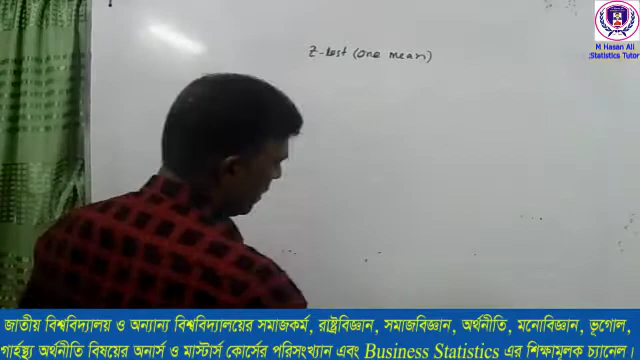 M Hasan Ali
Statistics Tutor
Z-test (One mean)
জাতীয় বিশ্ববিদ্যালয় ও অন্যান্য বিশ্ববিদ্যালয়ের সমাজকর্ম, রাষ্ট্রবিজ্ঞান, সমাজবিজ্ঞান, অর্থনীতি, মনোবিজ্ঞান, ভূগোল,
গার্হস্থ্য অর্থনীতি বিষয়ের অনার্স ও মাস্টার্স কোর্সের পরিসংখ্যান এবং Business Statistics এর শিক্ষামূলক চ্যানেল।